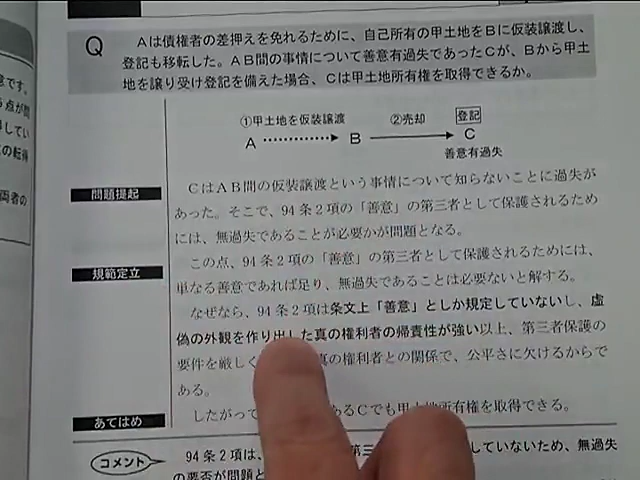 意です。
る点が問
してい
の転得
両者の
Q Aは債権者の差押えを免れるために、自己所有の甲土地をBに仮装譲渡し、
登記も移転した。AB間の事情について善意有過失であったCが、Bから甲土
地を譲り受け登記を備えた場合、Cは甲土地所有権を取得できるか。
①甲土地を仮装譲渡 ②売却 登記
A B C
善意有過失
問題提起
CはAB間の仮装譲渡という事情について知らないことに過失が
あった。そこで、94条2項の「善意」の第三者として保護されるため
には、無過失であることが必要かが問題となる。
規範定立
この点、94条2項の「善意」の第三者として保護されるためには、
単なる善意であれば足り、無過失であることは必要ないと解する。
なぜなら、94条2項は条文上「善意」としか規定していないし、虚
偽の外観を作り出した真の権利者の帰責性が強い以上、第三者保護の
要件を厳しく 真の権利者との関係で、公平さに欠けるからで
ある。
あてはめ
したがって あるCでも甲土地所有権を取得できる。
コメント
94条2項は、 第三 していないため、無過失
の要否が問題と